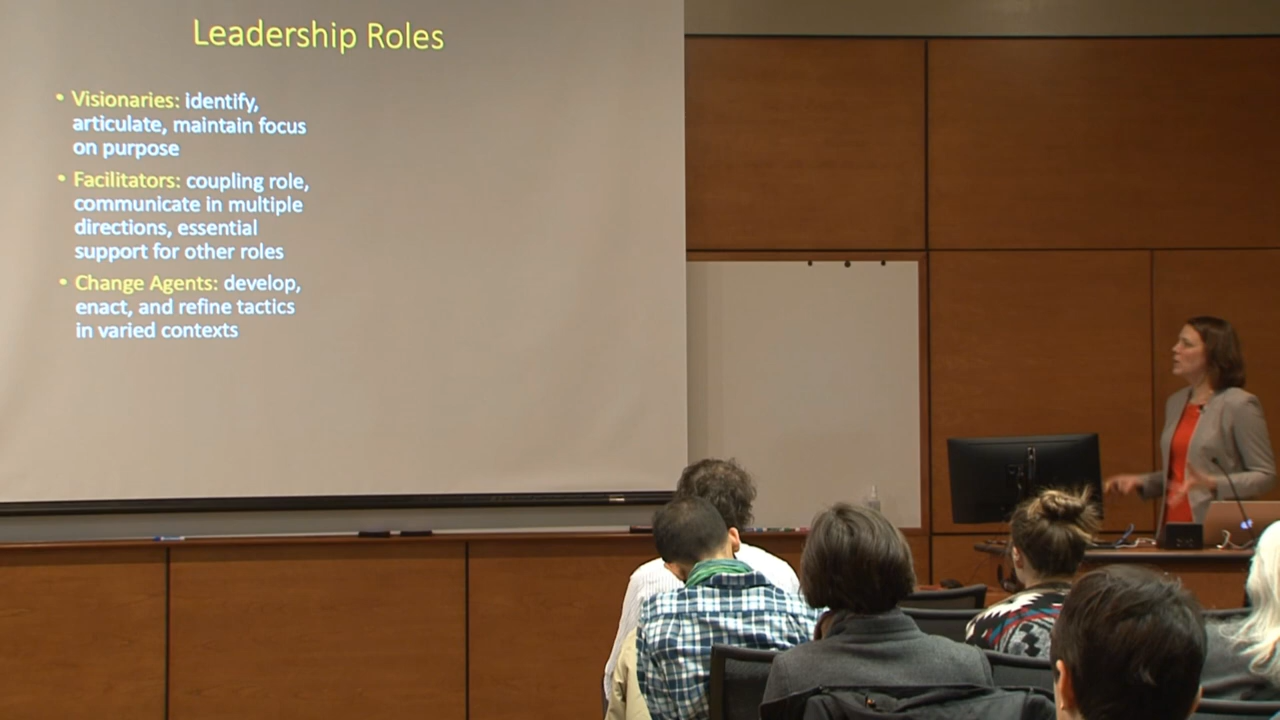 Leadership Roles
• Visionaries: identify,
articulate, maintain focus
on purpose
• Facilitators: coupling role,
communicate in multiple
directions, essential
support for other roles
• Change Agents: develop,
enact, and refine tactics
in varied contexts